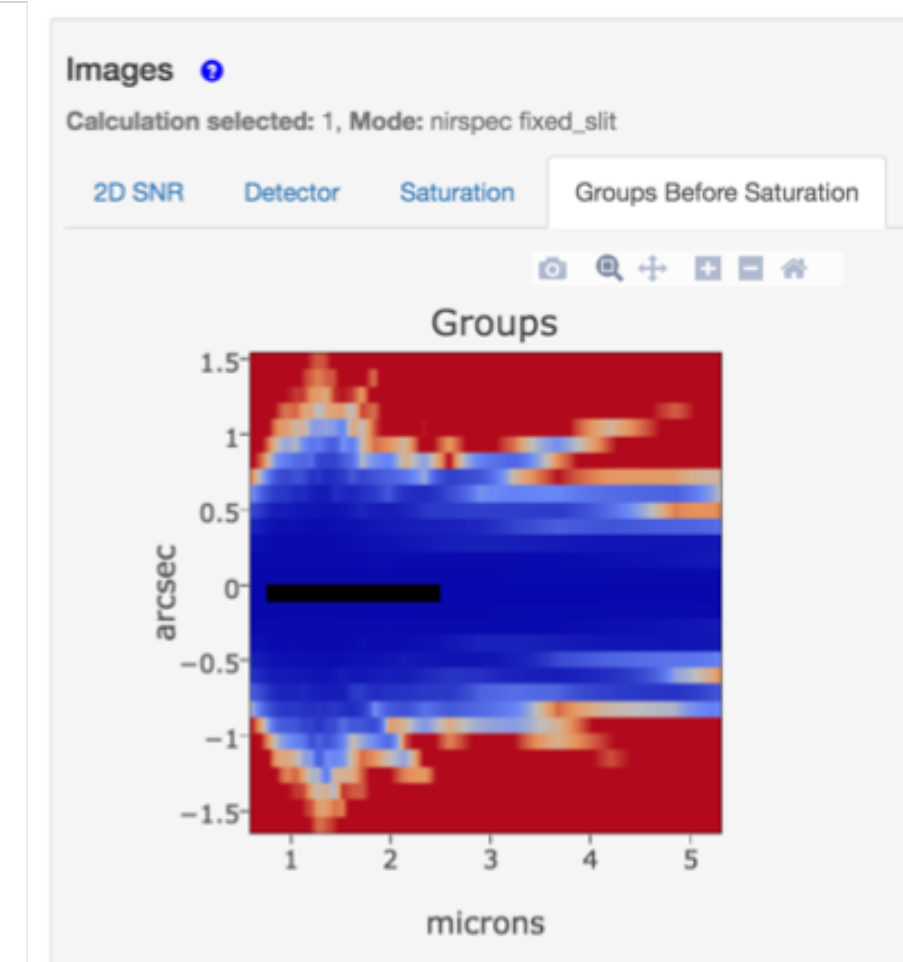 Images ?
Calculation selected: 1, Mode: nirspec fixed_slit
2D SNR Detector Saturation Groups Before Saturation
Groups
1.5
1
0.5
0
−0.5
−1
−1.5
arcsec
1 2 3 4 5
microns